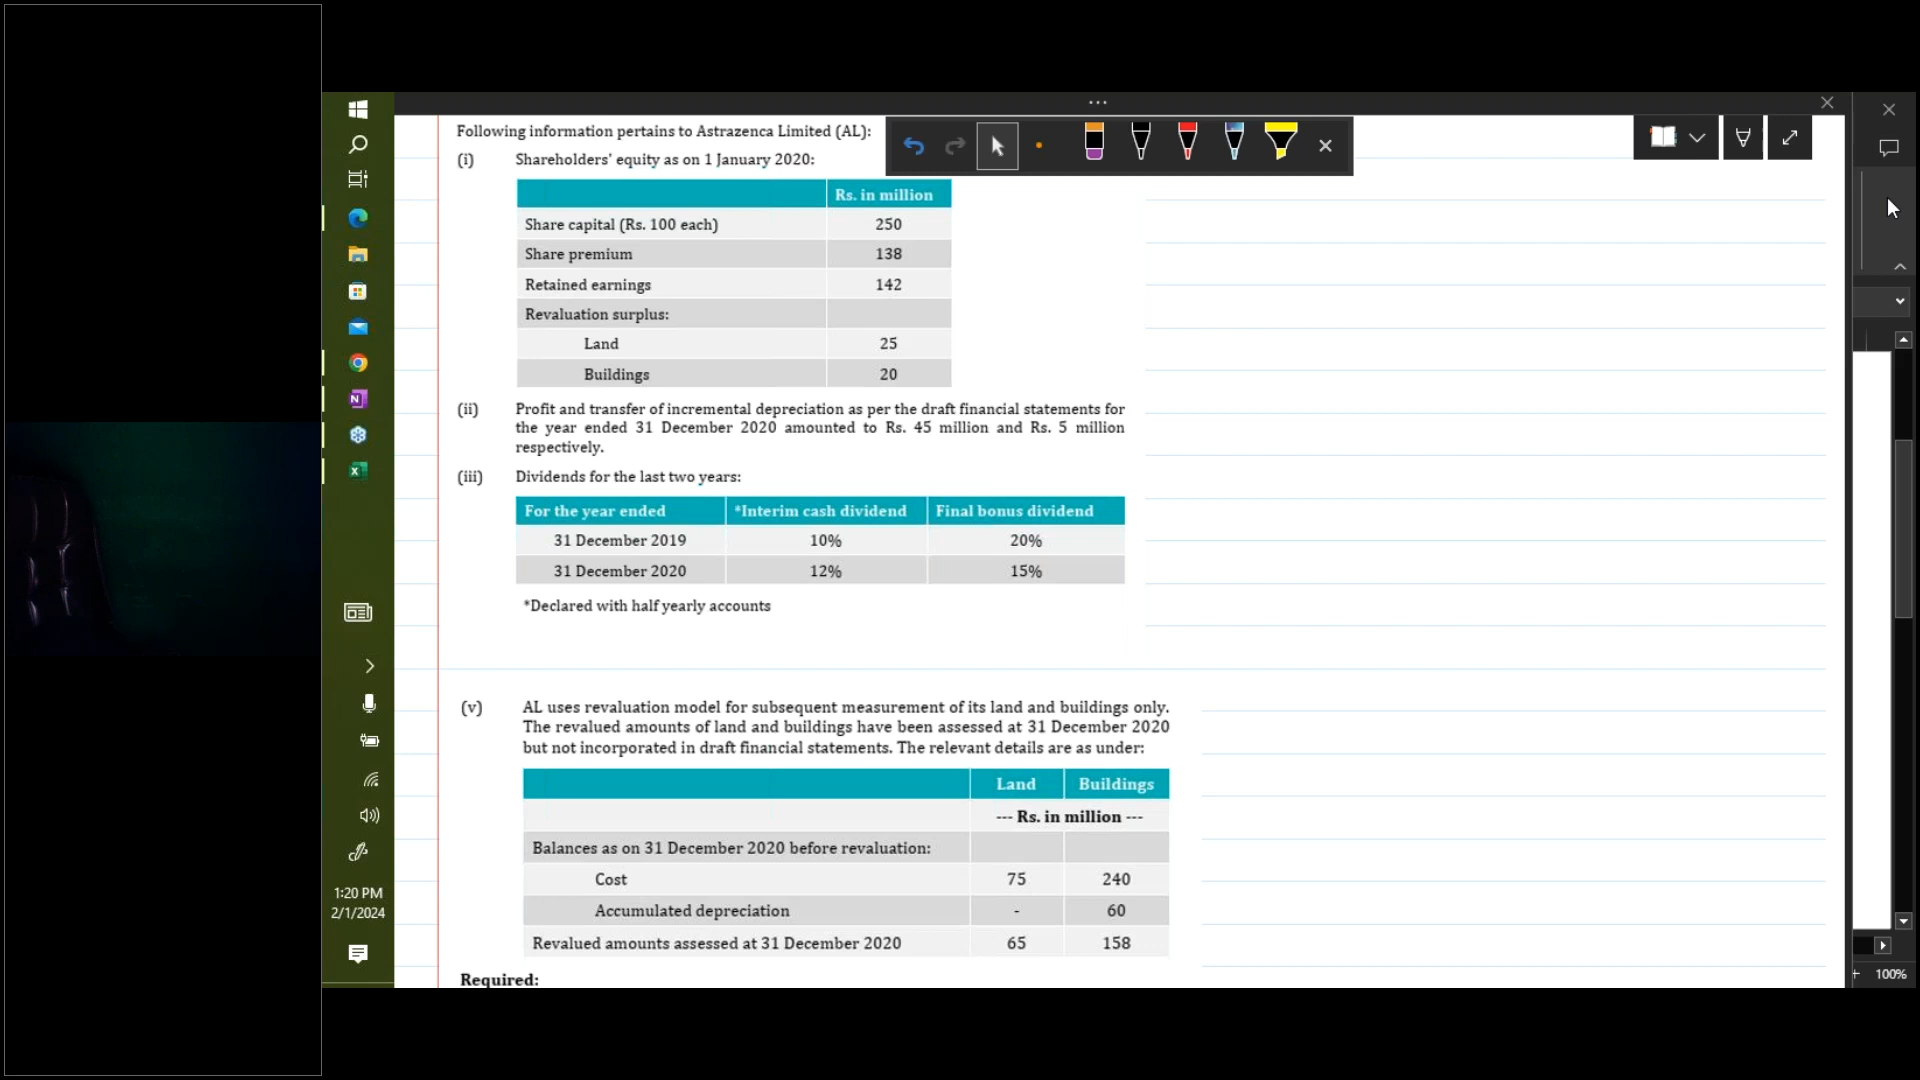 Following information pertains to Astrazenca Limited (AL):
(i) Shareholders' equity as on 1 January 2020:
Rs. in million
Share capital (Rs. 100 each) 250
Share premium 138
Retained earnings 142
Revaluation surplus:
Land 25
Buildings 20
(ii) Profit and transfer of incremental depreciation as per the draft financial statements for
the year ended 31 December 2020 amounted to Rs. 45 million and Rs. 5 million
respectively.
(iii) Dividends for the last two years:
For the year ended *Interim cash dividend Final bonus dividend
31 December 2019 10% 20%
31 December 2020 12% 15%
*Declared with half yearly accounts
(v) AL uses revaluation model for subsequent measurement of its land and buildings only.
The revalued amounts of land and buildings have been assessed at 31 December 2020
but not incorporated in draft financial statements. The relevant details are as under:
Land Buildings
--- Rs. in million ---
Balances as on 31 December 2020 before revaluation:
Cost 75 240
Accumulated depreciation - 60
Revalued amounts assessed at 31 December 2020 65 158
Required:
1:20 PM
2/1/2024
100%